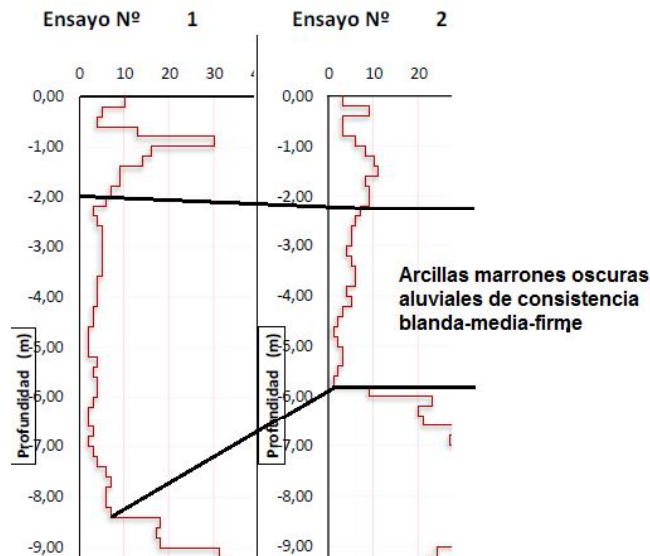 Ensayo Nº 1
Ensayo Nº 2
0 10 20 30
0 10 20
0,00
-1,00
-2,00
-3,00
-4,00
-5,00
-6,00
-7,00
-8,00
-9,00
Profundidad (m)
0,00
-1,00
-2,00
-3,00
-4,00
-5,00
-6,00
-7,00
-8,00
-9,00
Profundidad (m)
Arcillas marrones oscuras
aluviales de consistencia
blanda-media-firme